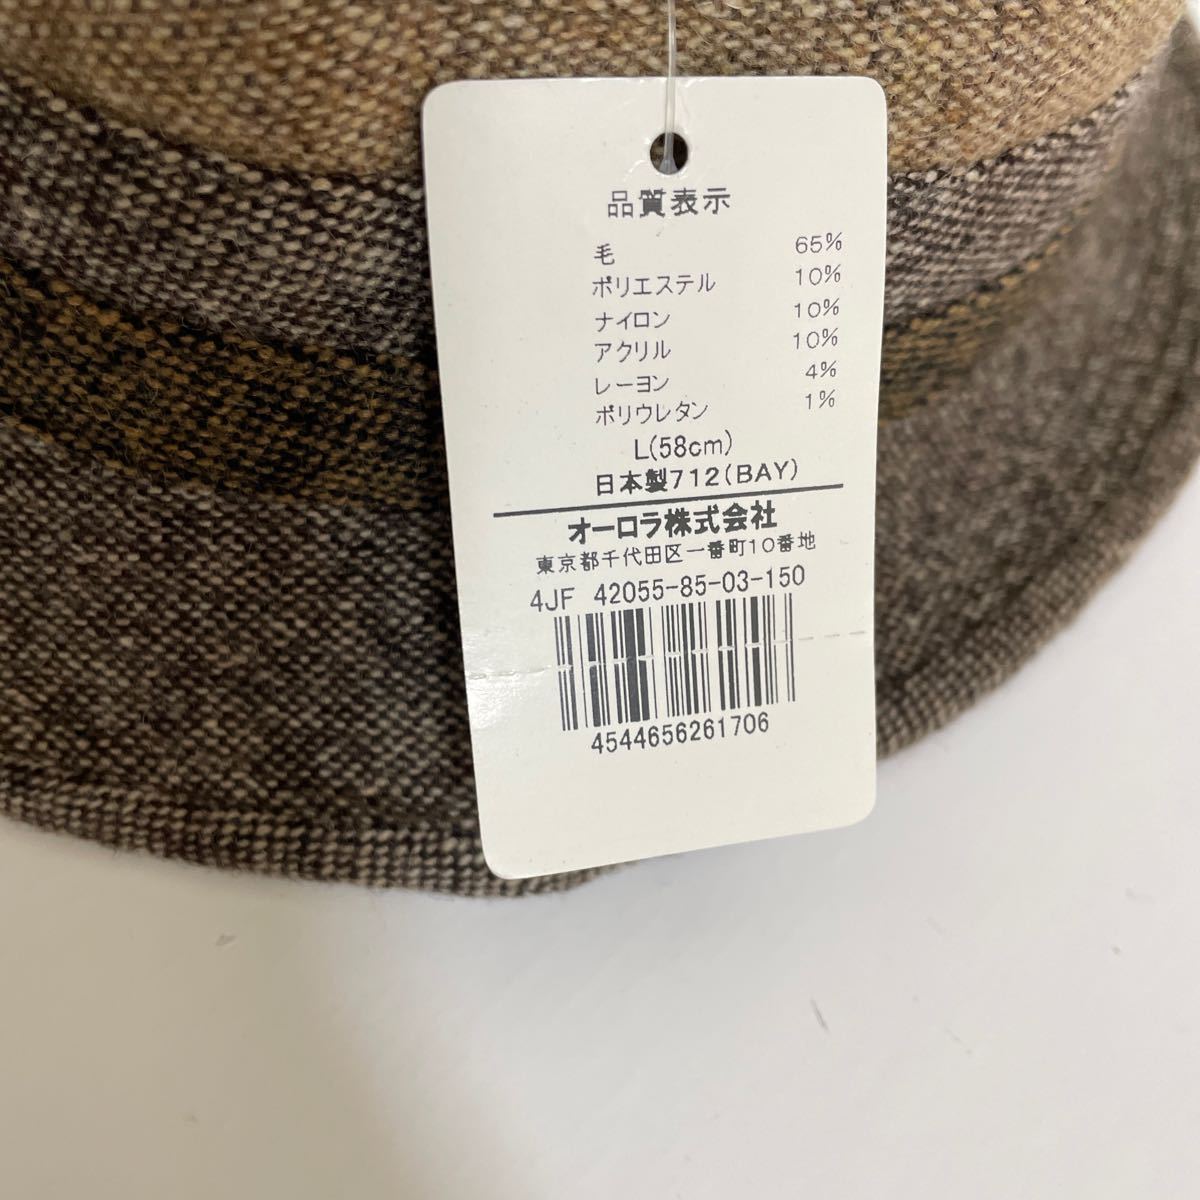 品質表示
毛 65%
ポリエステル 10%
ナイロン 10%
アクリル 10%
レーヨン 4%
ポリウレタン 1%
L(58cm)
日本製712(BAY)
オーロラ株式会社
東京都千代田区一番町10番地
4JF 42055-85-03-150
4544656261706